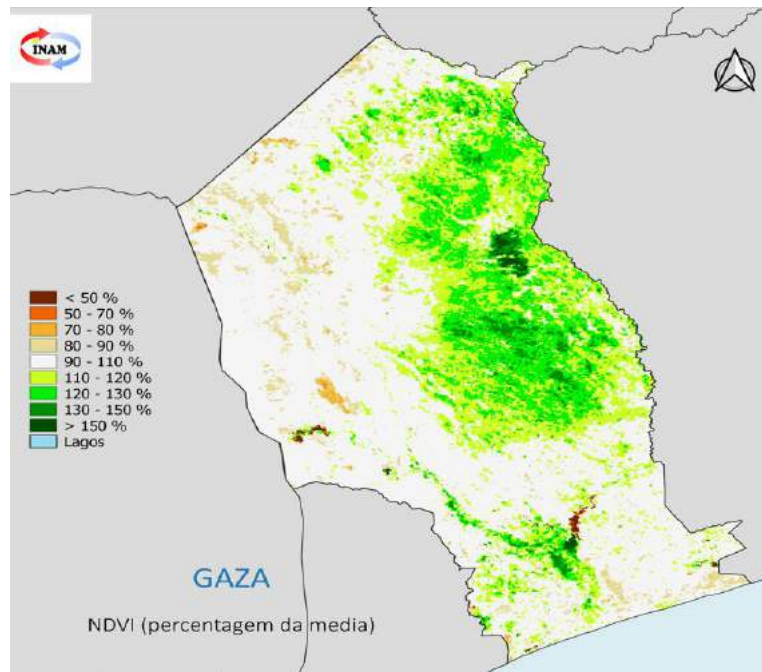 INAM
< 50 %
50 - 70 %
70 - 80 %
80 - 90 %
90 - 110 %
110 - 120 %
120 - 130 %
130 - 150 %
> 150 %
Lagos
GAZA
NDVI (percentagem da media)